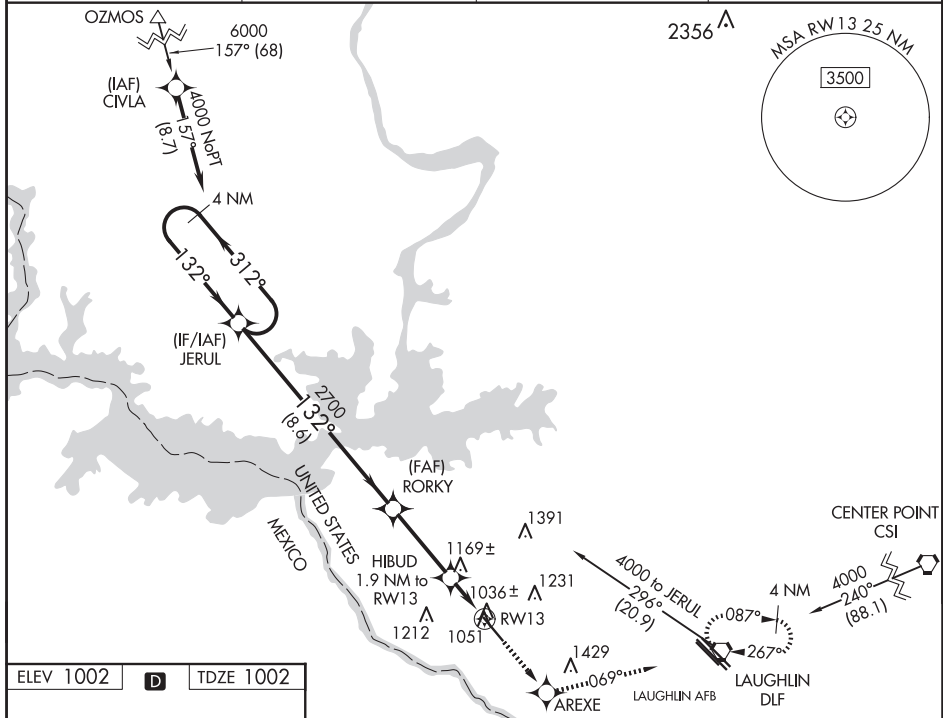 OZMOS
6000
157° (68)
2356
MSA RW13 25 NM
3500
(IAF)
CIVLA
4000 NoPT
157°
(8.7)
4 NM
132°
312°
(IF/IAF)
JERUL
2700
132°
(8.6)
(FAF)
RORKY
UNITED STATES
MEXICO
1391
CENTER POINT
CSI
HIBUD
1.9 NM to
RW13
1169±
1036±
1231
RW13
1212
1051
4000 to JERUL
296°
(20.9)
4 NM
4000
240°
(88.1)
087°
267°
1429
069°
AREXE
LAUGHLIN AFB
LAUGHLIN
DLF
ELEV 1002
D
TDZE 1002